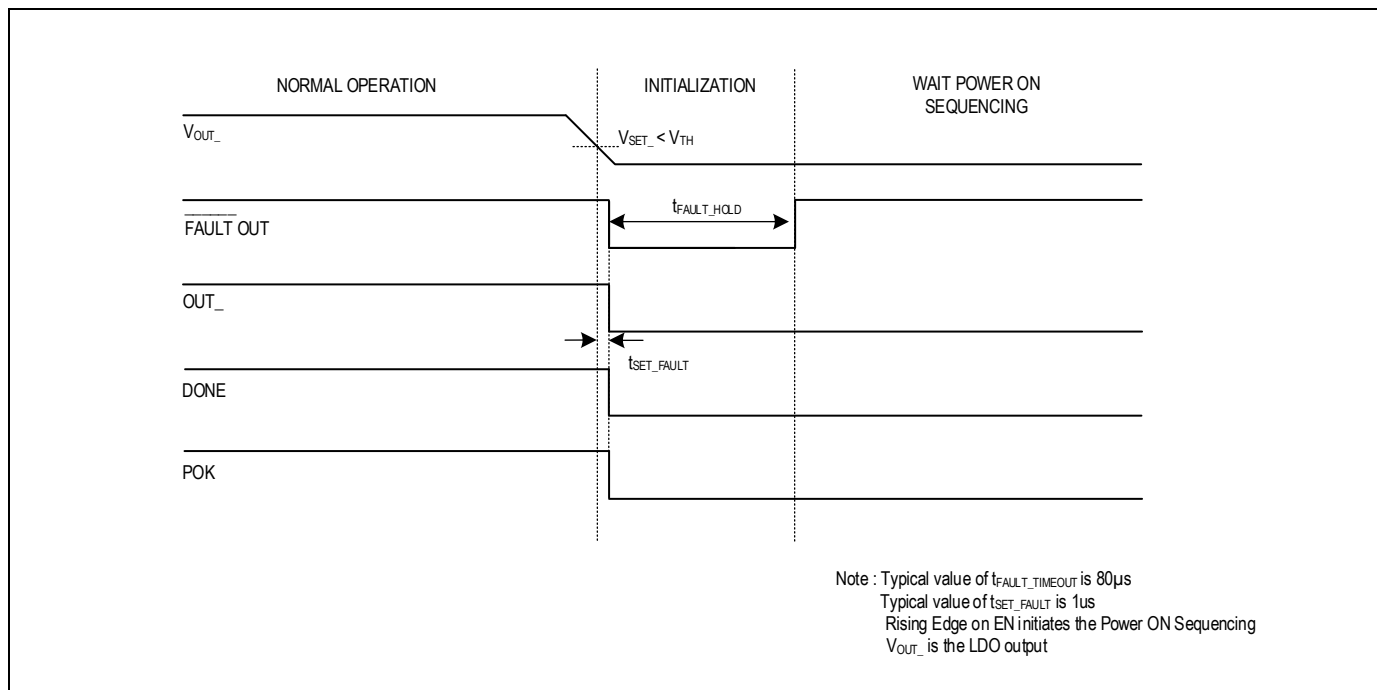 NORMAL OPERATION
INITIALIZATION
WAIT POWER ON
SEQUENCING
VOUT_
VSET_ < VTH
tFAULT_HOLD
FAULT OUT
OUT_
tSET_FAULT
DONE
POK
Note : Typical value of tFAULT_TIMEOUT is 80µs
Typical value of tSET_FAULT is 1us
Rising Edge on EN initiates the Power ON Sequencing
VOUT_ is the LDO output